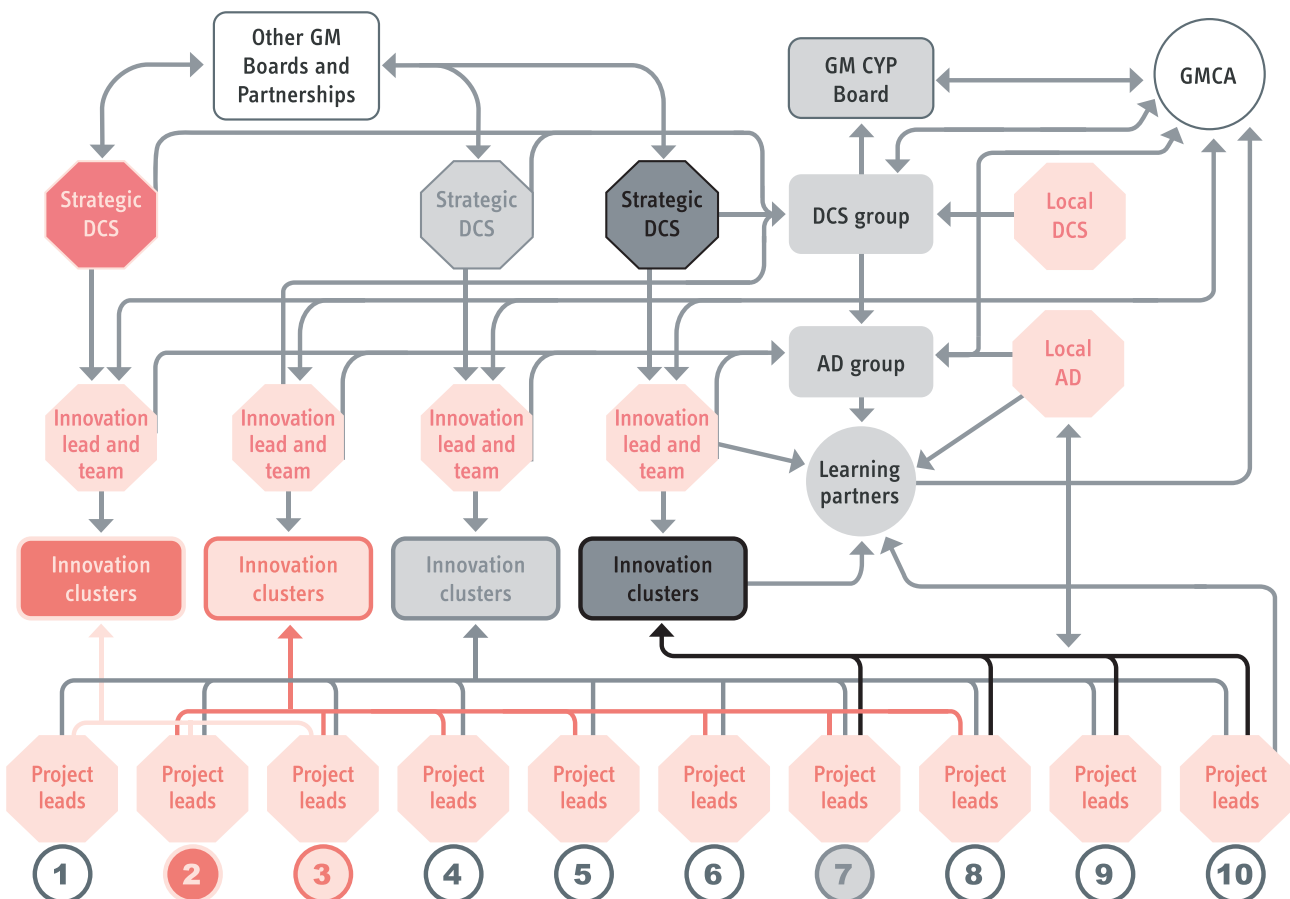 Other GM
Boards and
Partnerships
GM CYP
Board
GMCA
Strategic
DCS
Strategic
DCS
Strategic
DCS
DCS group
Local
DCS
AD group
Local
AD
Innovation
lead and
team
Innovation
lead and
team
Innovation
lead and
team
Innovation
lead and
team
Learning
partners
Innovation
clusters
Innovation
clusters
Innovation
clusters
Innovation
clusters
Project
leads
Project
leads
Project
leads
Project
leads
Project
leads
Project
leads
Project
leads
Project
leads
Project
leads
Project
leads
1
2
3
4
5
6
7
8
9
10